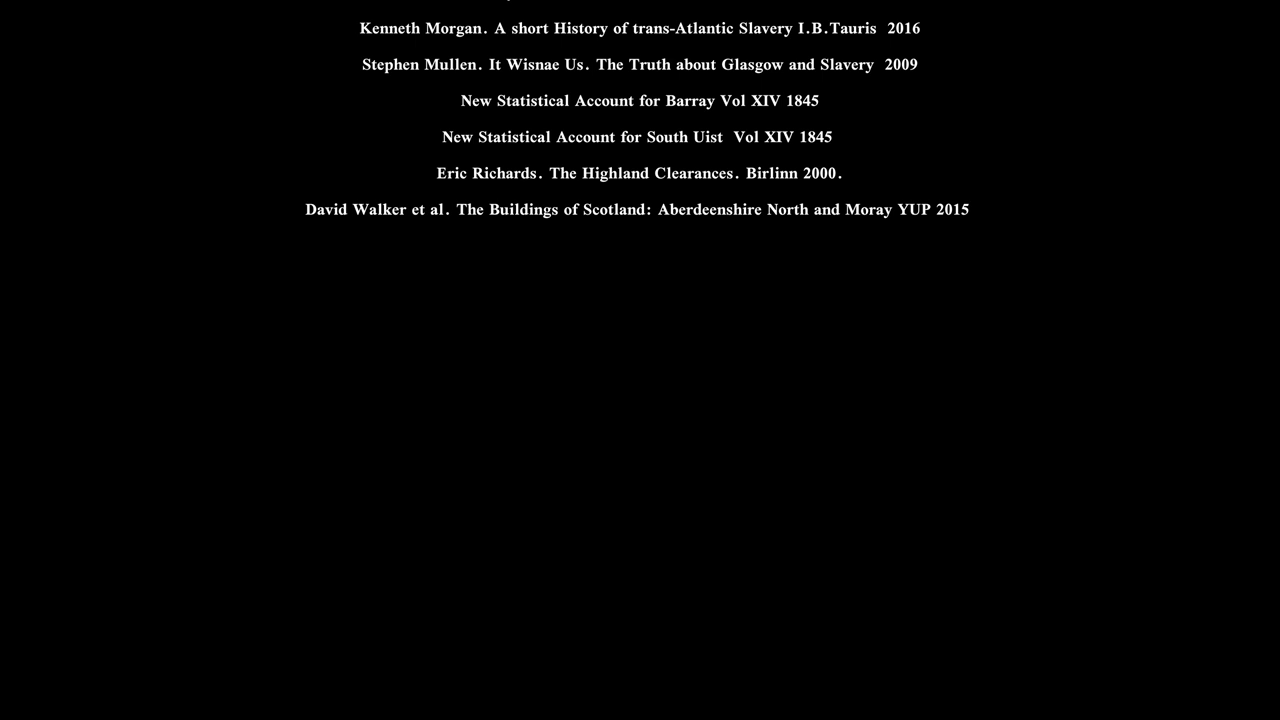 Kenneth Morgan. A short History of trans-Atlantic Slavery I.B.Tauris  2016
Stephen Mullen. It Wisnae Us. The Truth about Glasgow and Slavery  2009
New Statistical Account for Barray Vol XIV 1845
New Statistical Account for South Uist  Vol XIV 1845
Eric Richards. The Highland Clearances. Birlinn 2000.
David Walker et al. The Buildings of Scotland: Aberdeenshire North and Moray YUP 2015